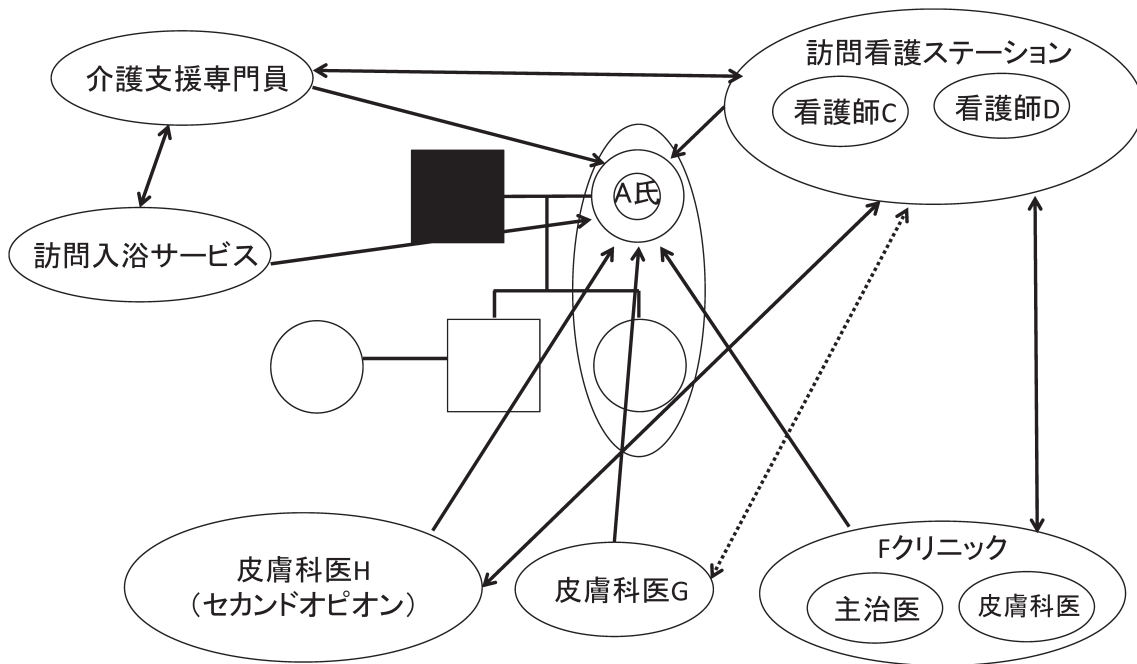 訪問看護ステーション
介護支援専門員
看護師C
看護師D
A氏
訪問入浴サービス
皮膚科医H
（セカンドオピオン）
皮膚科医G
Fクリニック
主治医
皮膚科医